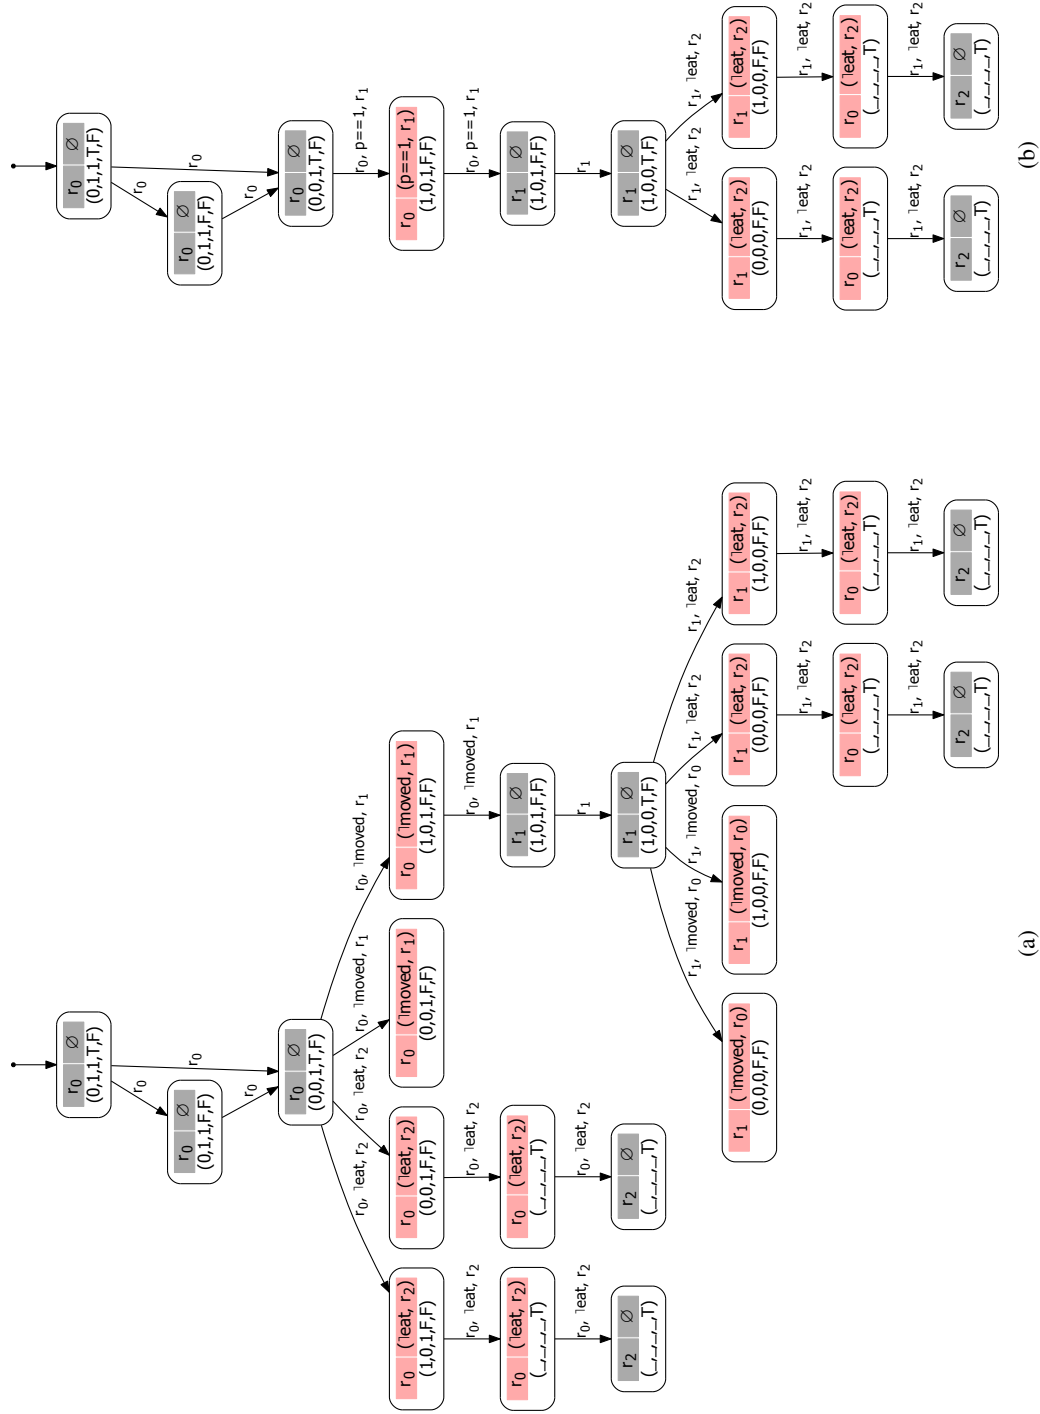 r₀ ∅
(0,1,1,T,F)
r₀
r₀
r₀ ∅
(0,1,1,F,F)
r₀
r₀ ∅
(0,0,1,T,F)
r₀, ¬eat, r₂
r₀, ¬eat, r₂
r₀, ¬moved, r₁
r₀, ¬moved, r₁
r₀ (¬eat, r₂)
(1,0,1,F,F)
r₀ (¬eat, r₂)
(0,0,1,F,F)
r₀ (¬moved, r₁)
(0,0,1,F,F)
r₀ (¬moved, r₁)
(1,0,1,F,F)
r₀, ¬eat, r₂
r₀, ¬eat, r₂
r₀, ¬moved, r₁
r₀ (¬eat, r₂)
(_,_,_,_,T)
r₀ (¬eat, r₂)
(_,_,_,_,T)
r₁ ∅
(1,0,1,F,F)
r₀, ¬eat, r₂
r₀, ¬eat, r₂
r₁
r₂ ∅
(_,_,_,_,T)
r₂ ∅
(_,_,_,_,T)
r₁ ∅
(1,0,0,T,F)
r₁, ¬moved, r₀
r₁, ¬moved, r₀
r₁, ¬eat, r₂
r₁, ¬eat, r₂
r₁ (¬moved, r₀)
(0,0,0,F,F)
r₁ (¬moved, r₀)
(1,0,0,F,F)
r₁ (¬eat, r₂)
(0,0,0,F,F)
r₁ (¬eat, r₂)
(1,0,0,F,F)
r₁, ¬eat, r₂
r₁, ¬eat, r₂
r₀ (¬eat, r₂)
(_,_,_,_,T)
r₀ (¬eat, r₂)
(_,_,_,_,T)
r₁, ¬eat, r₂
r₁, ¬eat, r₂
r₂ ∅
(_,_,_,_,T)
r₂ ∅
(_,_,_,_,T)
(a)
r₀ ∅
(0,1,1,T,F)
r₀
r₀
r₀ ∅
(0,1,1,F,F)
r₀
r₀ ∅
(0,0,1,T,F)
r₀, p==1, r₁
r₀ (p==1, r₁)
(1,0,1,F,F)
r₀, p==1, r₁
r₁ ∅
(1,0,1,F,F)
r₁
r₁ ∅
(1,0,0,T,F)
r₁, ¬eat, r₂
r₁, ¬eat, r₂
r₁ (¬eat, r₂)
(0,0,0,F,F)
r₁ (¬eat, r₂)
(1,0,0,F,F)
r₁, ¬eat, r₂
r₁, ¬eat, r₂
r₀ (¬eat, r₂)
(_,_,_,_,T)
r₀ (¬eat, r₂)
(_,_,_,_,T)
r₁, ¬eat, r₂
r₁, ¬eat, r₂
r₂ ∅
(_,_,_,_,T)
r₂ ∅
(_,_,_,_,T)
(b)